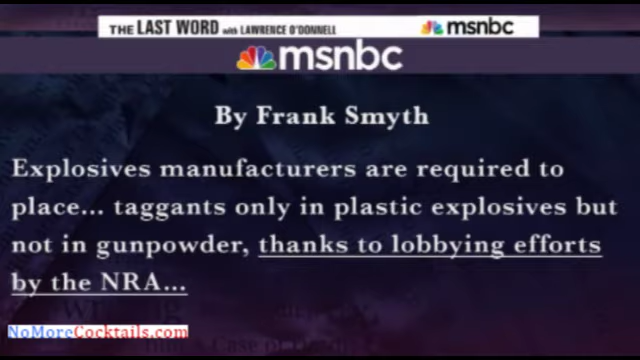 THE LAST WORD with LAWRENCE O'DONNELL msnbc
msnbc
By Frank Smyth
Explosives manufacturers are required to
place... taggants only in plastic explosives but
not in gunpowder, thanks to lobbying efforts
by the NRA...
NoMoreCocktails.com